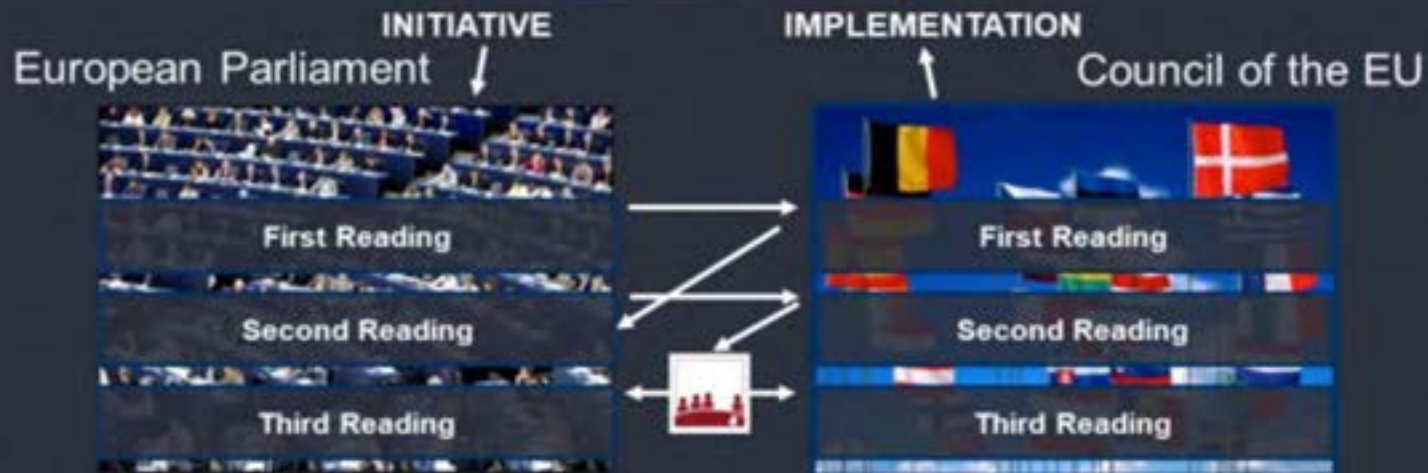 INITIATIVE
IMPLEMENTATION
European Parliament
Council of the EU
First Reading
First Reading
Second Reading
Second Reading
Third Reading
Third Reading